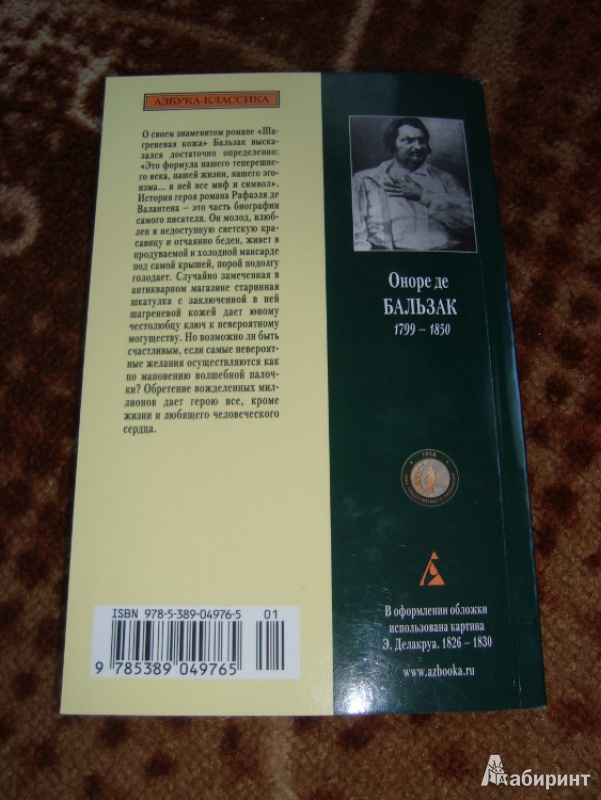 АЗБУКА-КЛАССИКА
О своем знаменитом романе «Ша-
греневая кожа» Бальзак выска-
зался достаточно определенно:
«Это формула нашего теперешне-
го века, нашей жизни, нашего эго-
изма... в ней все миф и символ».
История героя романа Рафаэля де
Валантена – это часть биографии
самого писателя. Он молод, влюб-
лен в недоступную светскую кра-
савицу и отчаянно беден, живет в
продуваемой и холодной мансарде
под самой крышей, порой подолгу
голодает. Случайно замеченная в
антикварном магазине старинная
шкатулка с заключенной в ней
шагреневой кожей дает юному
честолюбцу ключ к невероятному
могуществу. Но возможно ли быть
счастливым, если самые невероят-
ные желания осуществляются как
по мановению волшебной палоч-
ки? Обретение вожделенных мил-
лионов дает герою все, кроме
жизни и любящего человеческого
сердца.
ISBN 978-5-389-04976-5 01
9 785389 049765
Оноре де
БАЛЬЗАК
1799 – 1850
В оформлении обложки
использована картина
Э. Делакруа. 1826 – 1830
www.azbooka.ru
Лабиринт